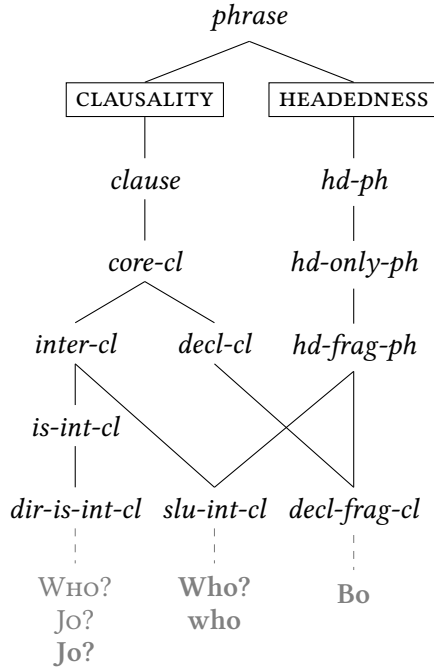 phrase
CLAUSALITY HEADEDNESS
clause hd-ph
core-cl hd-only-ph
inter-cl decl-cl hd-frag-ph
is-int-cl
dir-is-int-cl slu-int-cl decl-frag-cl
WHO? Who? Bo
JO? who
Jo?